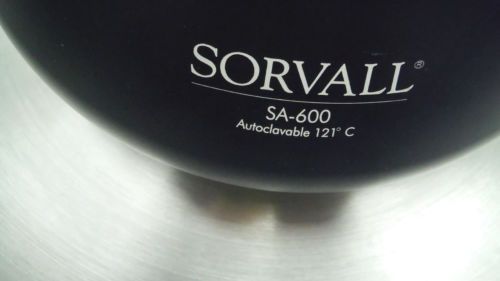 SORVALL®
SA-600
Autoclavable 121° C